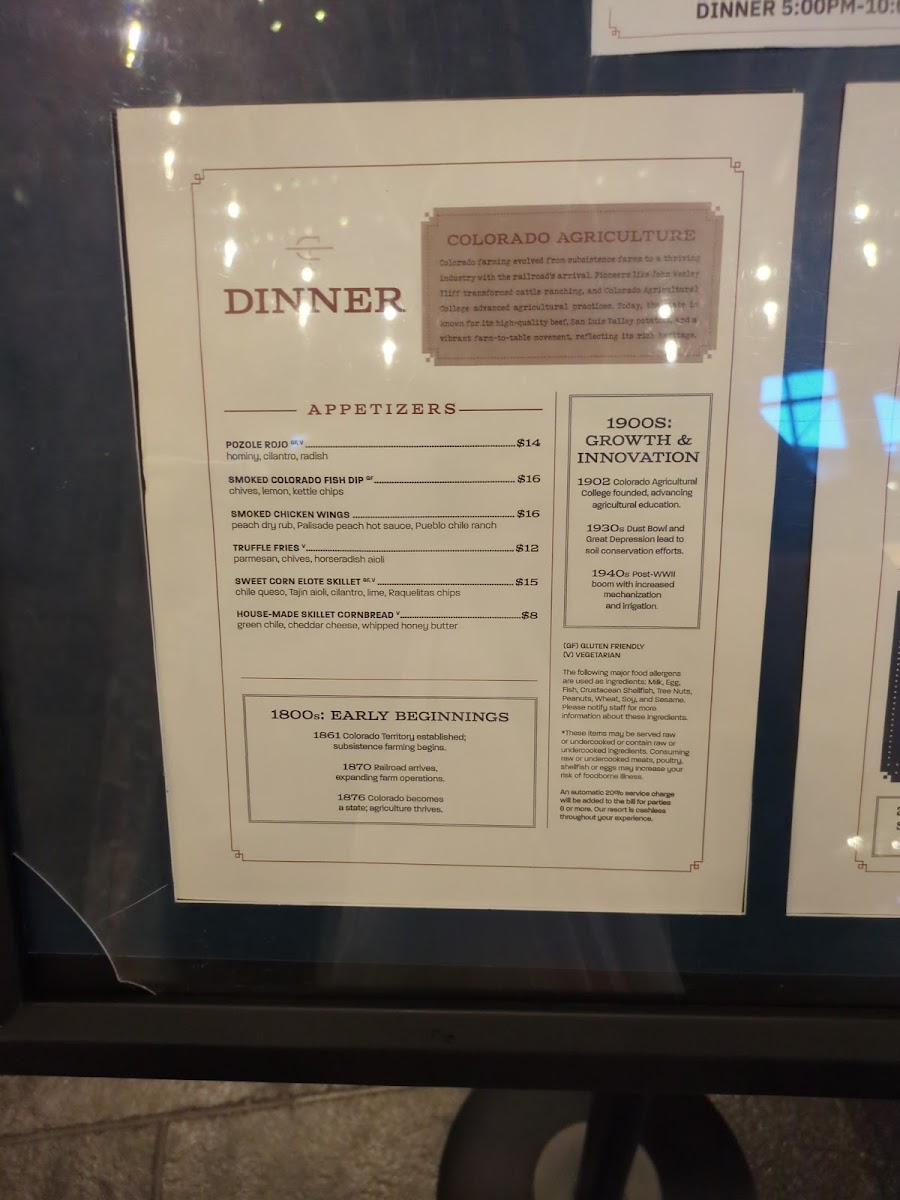 DINNER 5:00PM-10:
DINNER
COLORADO AGRICULTURE
Colorado farming evolved from subsistence farms to a thriving
industry with the railroad's arrival. Pioneers like John Wesley
Iliff transformed cattle ranching, and Colorado Agricultural
College advanced agricultural practices. Today, the state is
known for its high-quality beef, San Luis Valley potatoes, and a
vibrant farm-to-table movement, reflecting its rich heritage.
APPETIZERS
POZOLE ROJO GF, V $14
hominy, cilantro, radish
SMOKED COLORADO FISH DIP GF $16
chives, lemon, kettle chips
SMOKED CHICKEN WINGS $16
peach dry rub, Palisade peach hot sauce, Pueblo chile ranch
TRUFFLE FRIES V $12
parmesan, chives, horseradish aioli
SWEET CORN ELOTE SKILLET GF, V $15
chile queso, Tajin aioli, cilantro, lime, Raquelitas chips
HOUSE-MADE SKILLET CORNBREAD V $8
green chile, cheddar cheese, whipped honey butter
1800s: EARLY BEGINNINGS
1861 Colorado Territory established;
subsistence farming begins.
1870 Railroad arrives,
expanding farm operations.
1876 Colorado becomes
a state; agriculture thrives.
1900S:
GROWTH &
INNOVATION
1902 Colorado Agricultural
College founded, advancing
agricultural education.
1930s Dust Bowl and
Great Depression lead to
soil conservation efforts.
1940s Post-WWII
boom with increased
mechanization
and irrigation.
(GF) GLUTEN FRIENDLY
(V) VEGETARIAN
The following major food allergens
are used as ingredients: Milk, Egg,
Fish, Crustacean Shellfish, Tree Nuts,
Peanuts, Wheat, Soy, and Sesame.
Please notify staff for more
information about these ingredients.
*These items may be served raw
or undercooked or contain raw or
undercooked ingredients. Consuming
raw or undercooked meats, poultry,
shellfish or eggs may increase your
risk of foodborne illness.
An automatic 20% service charge
will be added to the bill for parties
6 or more. Our resort is cashless
throughout your experience.